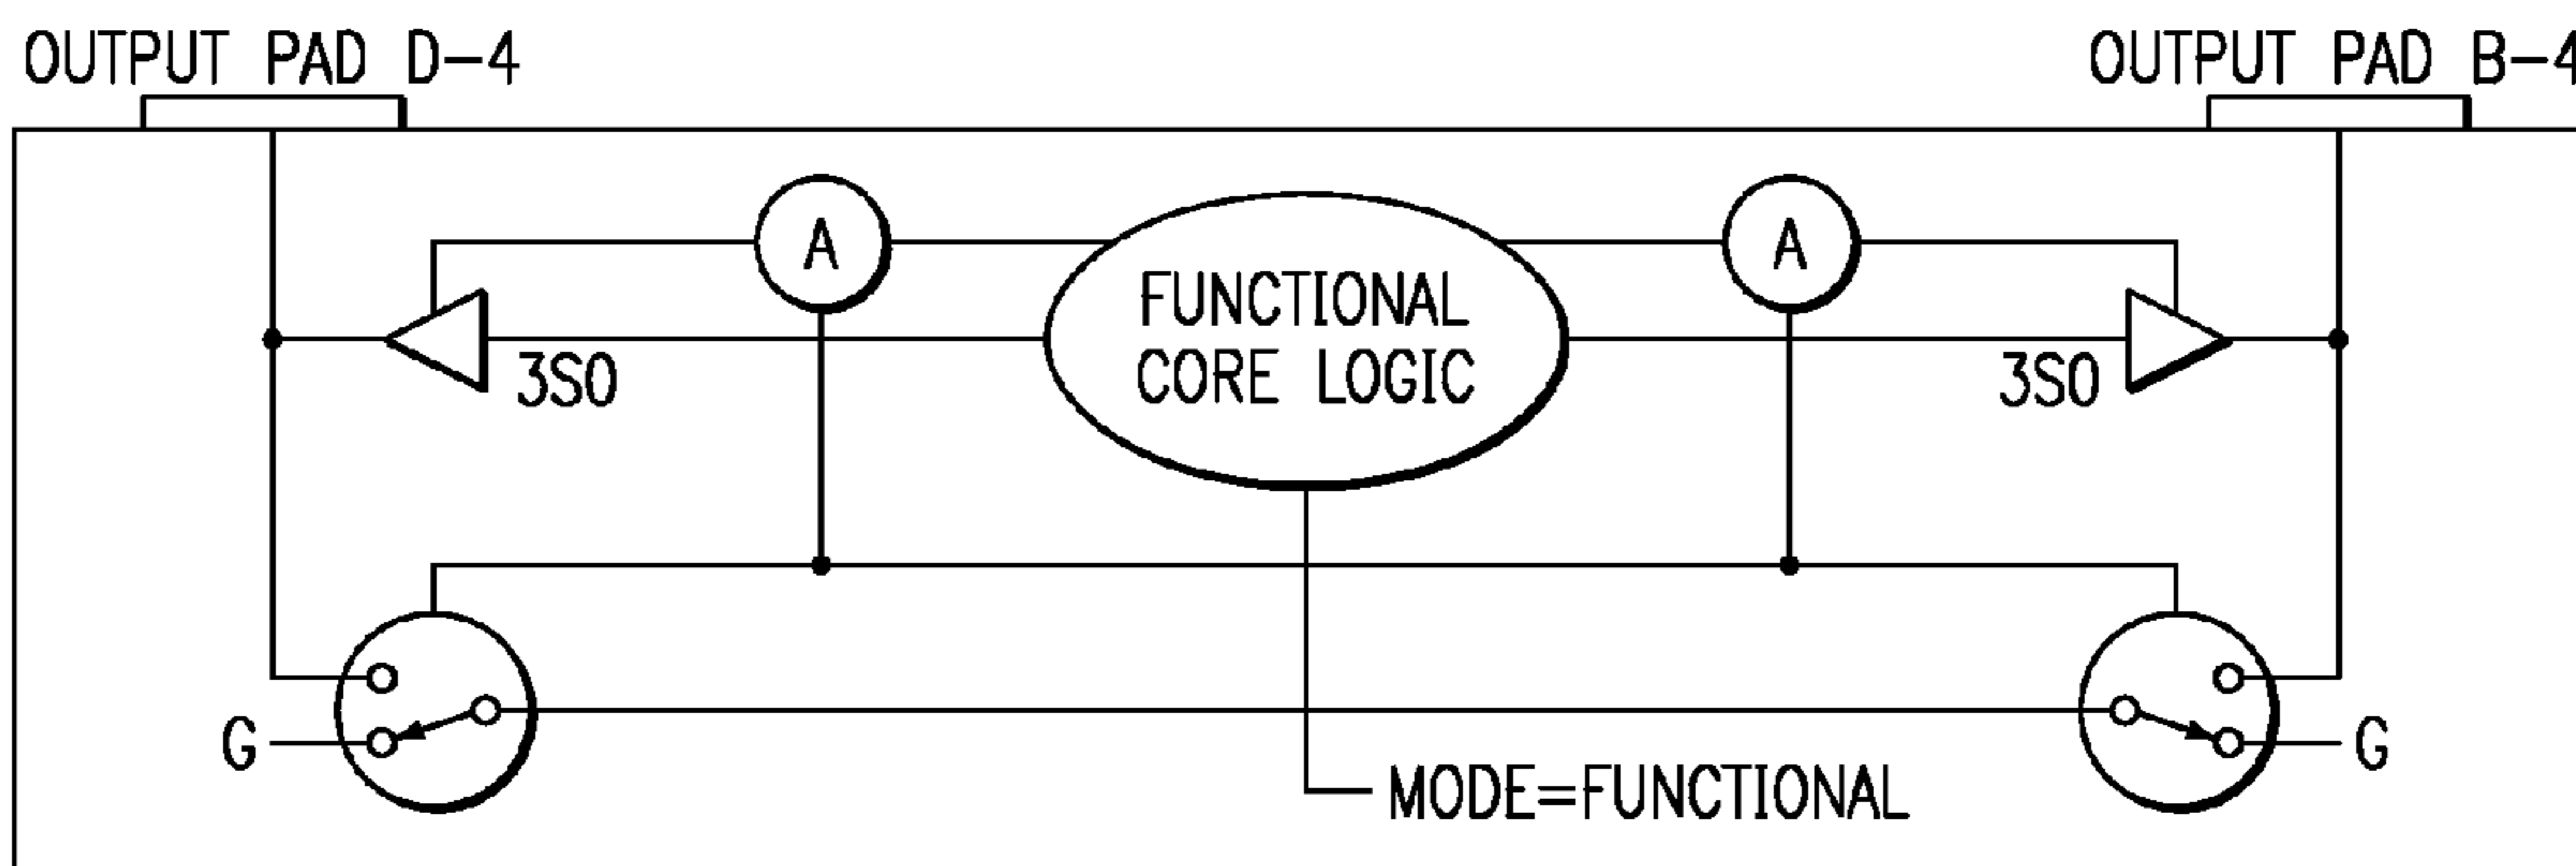 OUTPUT PAD D-4
OUTPUT PAD B-4
A
A
FUNCTIONAL
CORE LOGIC
3SO
3SO
G
G
MODE=FUNCTIONAL